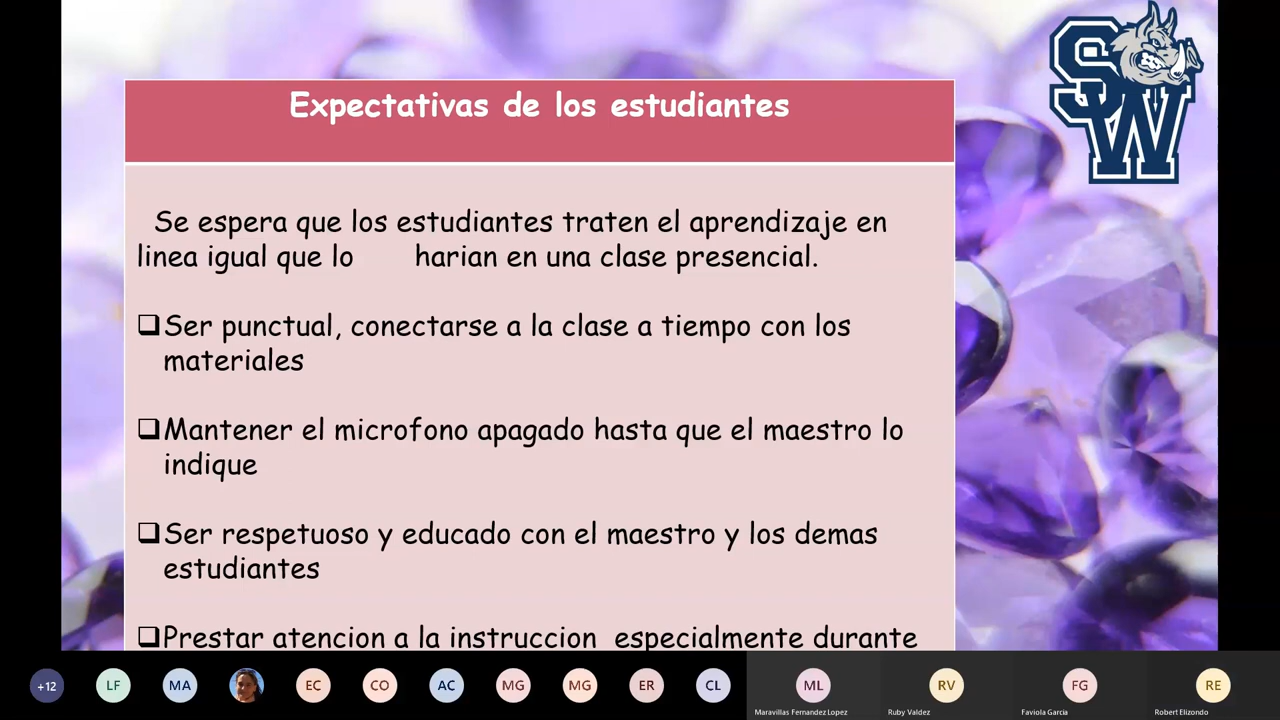 SW
Expectativas de los estudiantes
Se espera que los estudiantes traten el aprendizaje en
linea igual que lo harian en una clase presencial.
Ser punctual, conectarse a la clase a tiempo con los
materiales
Mantener el microfono apagado hasta que el maestro lo
indique
Ser respetuoso y educado con el maestro y los demas
estudiantes
Prestar atencion a la instruccion especialmente durante
+12 LF MA EC CO AC MG MG ER CL ML RV FG RE
Maravillas Fernandez Lopez Ruby Valdez Faviola Garcia Robert Elizondo